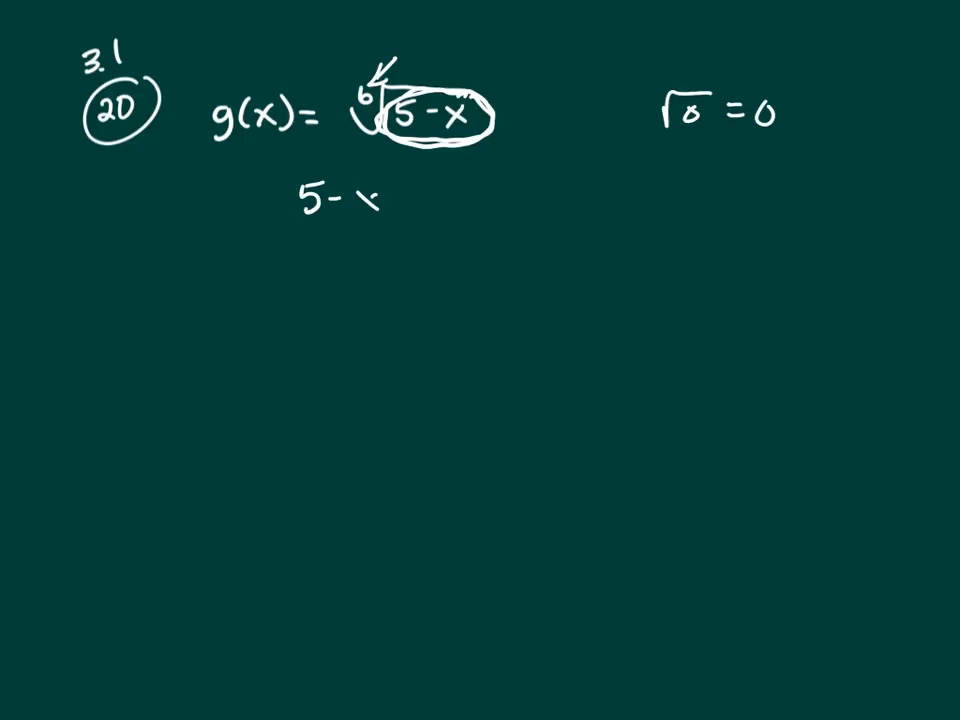 3.1
20 g(x) = ⁶√(5 - x) √0 = 0
5 - x